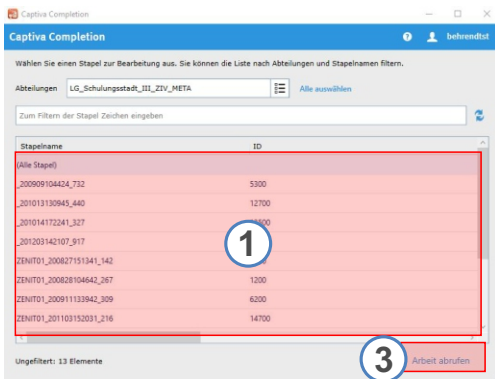 Captiva Completion
Captiva Completion behrendtst
Wählen Sie einen Stapel zur Bearbeitung aus. Sie können die Liste nach Abteilungen und Stapelnamen filtern.
Abteilungen LG_Schulungsstadt_III_ZIV_META Alle auswählen
Zum Filtern der Stapel Zeichen eingeben
Stapelname ID
(Alle Stapel)
_200909104424_732 5300
_201013130945_440 12700
_201014172241_327
_201203142107_917
1
ZENIT01_200827151341_142
ZENIT01_200828104642_267 1200
ZENIT01_200911133942_309 6200
ZENIT01_201103152031_216 14700
Ungefiltert: 13 Elemente 3 Arbeit abrufen